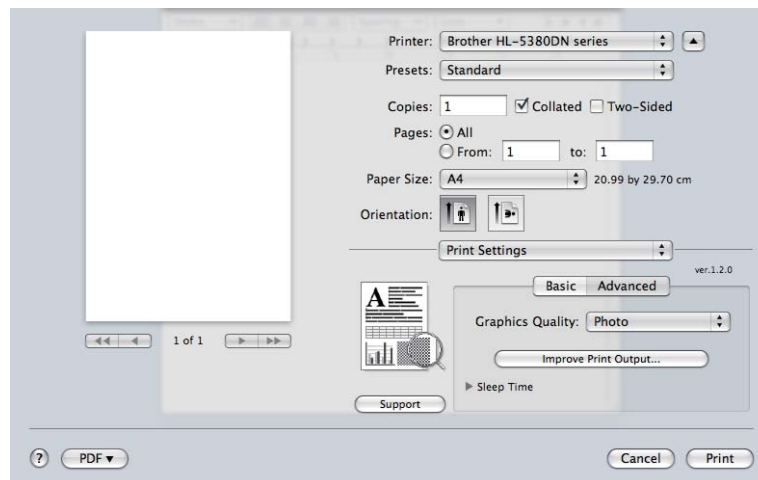 Printer: Brother HL-5380DN series
Presets: Standard
Copies: 1 Collated Two-Sided
Pages: All
From: 1 to: 1
Paper Size: A4 20.99 by 29.70 cm
Orientation:
Print Settings
ver.1.2.0
Basic Advanced
Graphics Quality: Photo
Improve Print Output...
Sleep Time
Support
1 of 1
? PDF Cancel Print